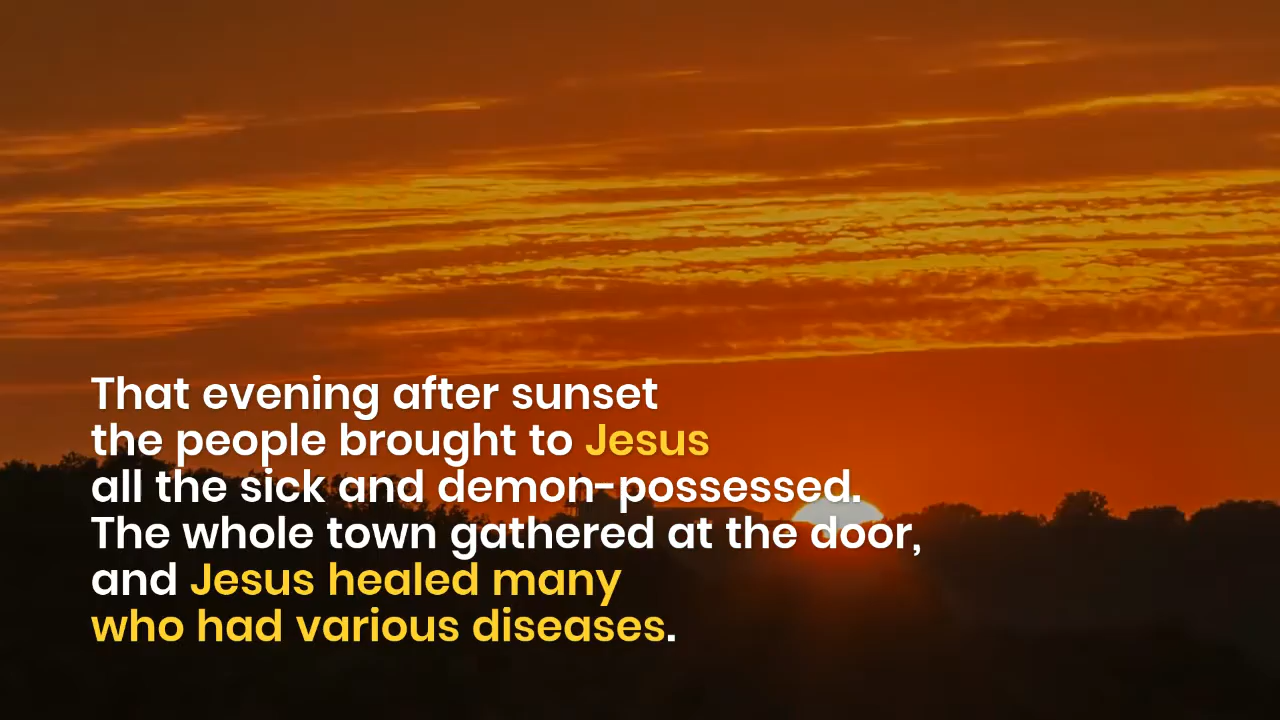 That evening after sunset
the people brought to Jesus
all the sick and demon-possessed.
The whole town gathered at the door,
and Jesus healed many
who had various diseases.